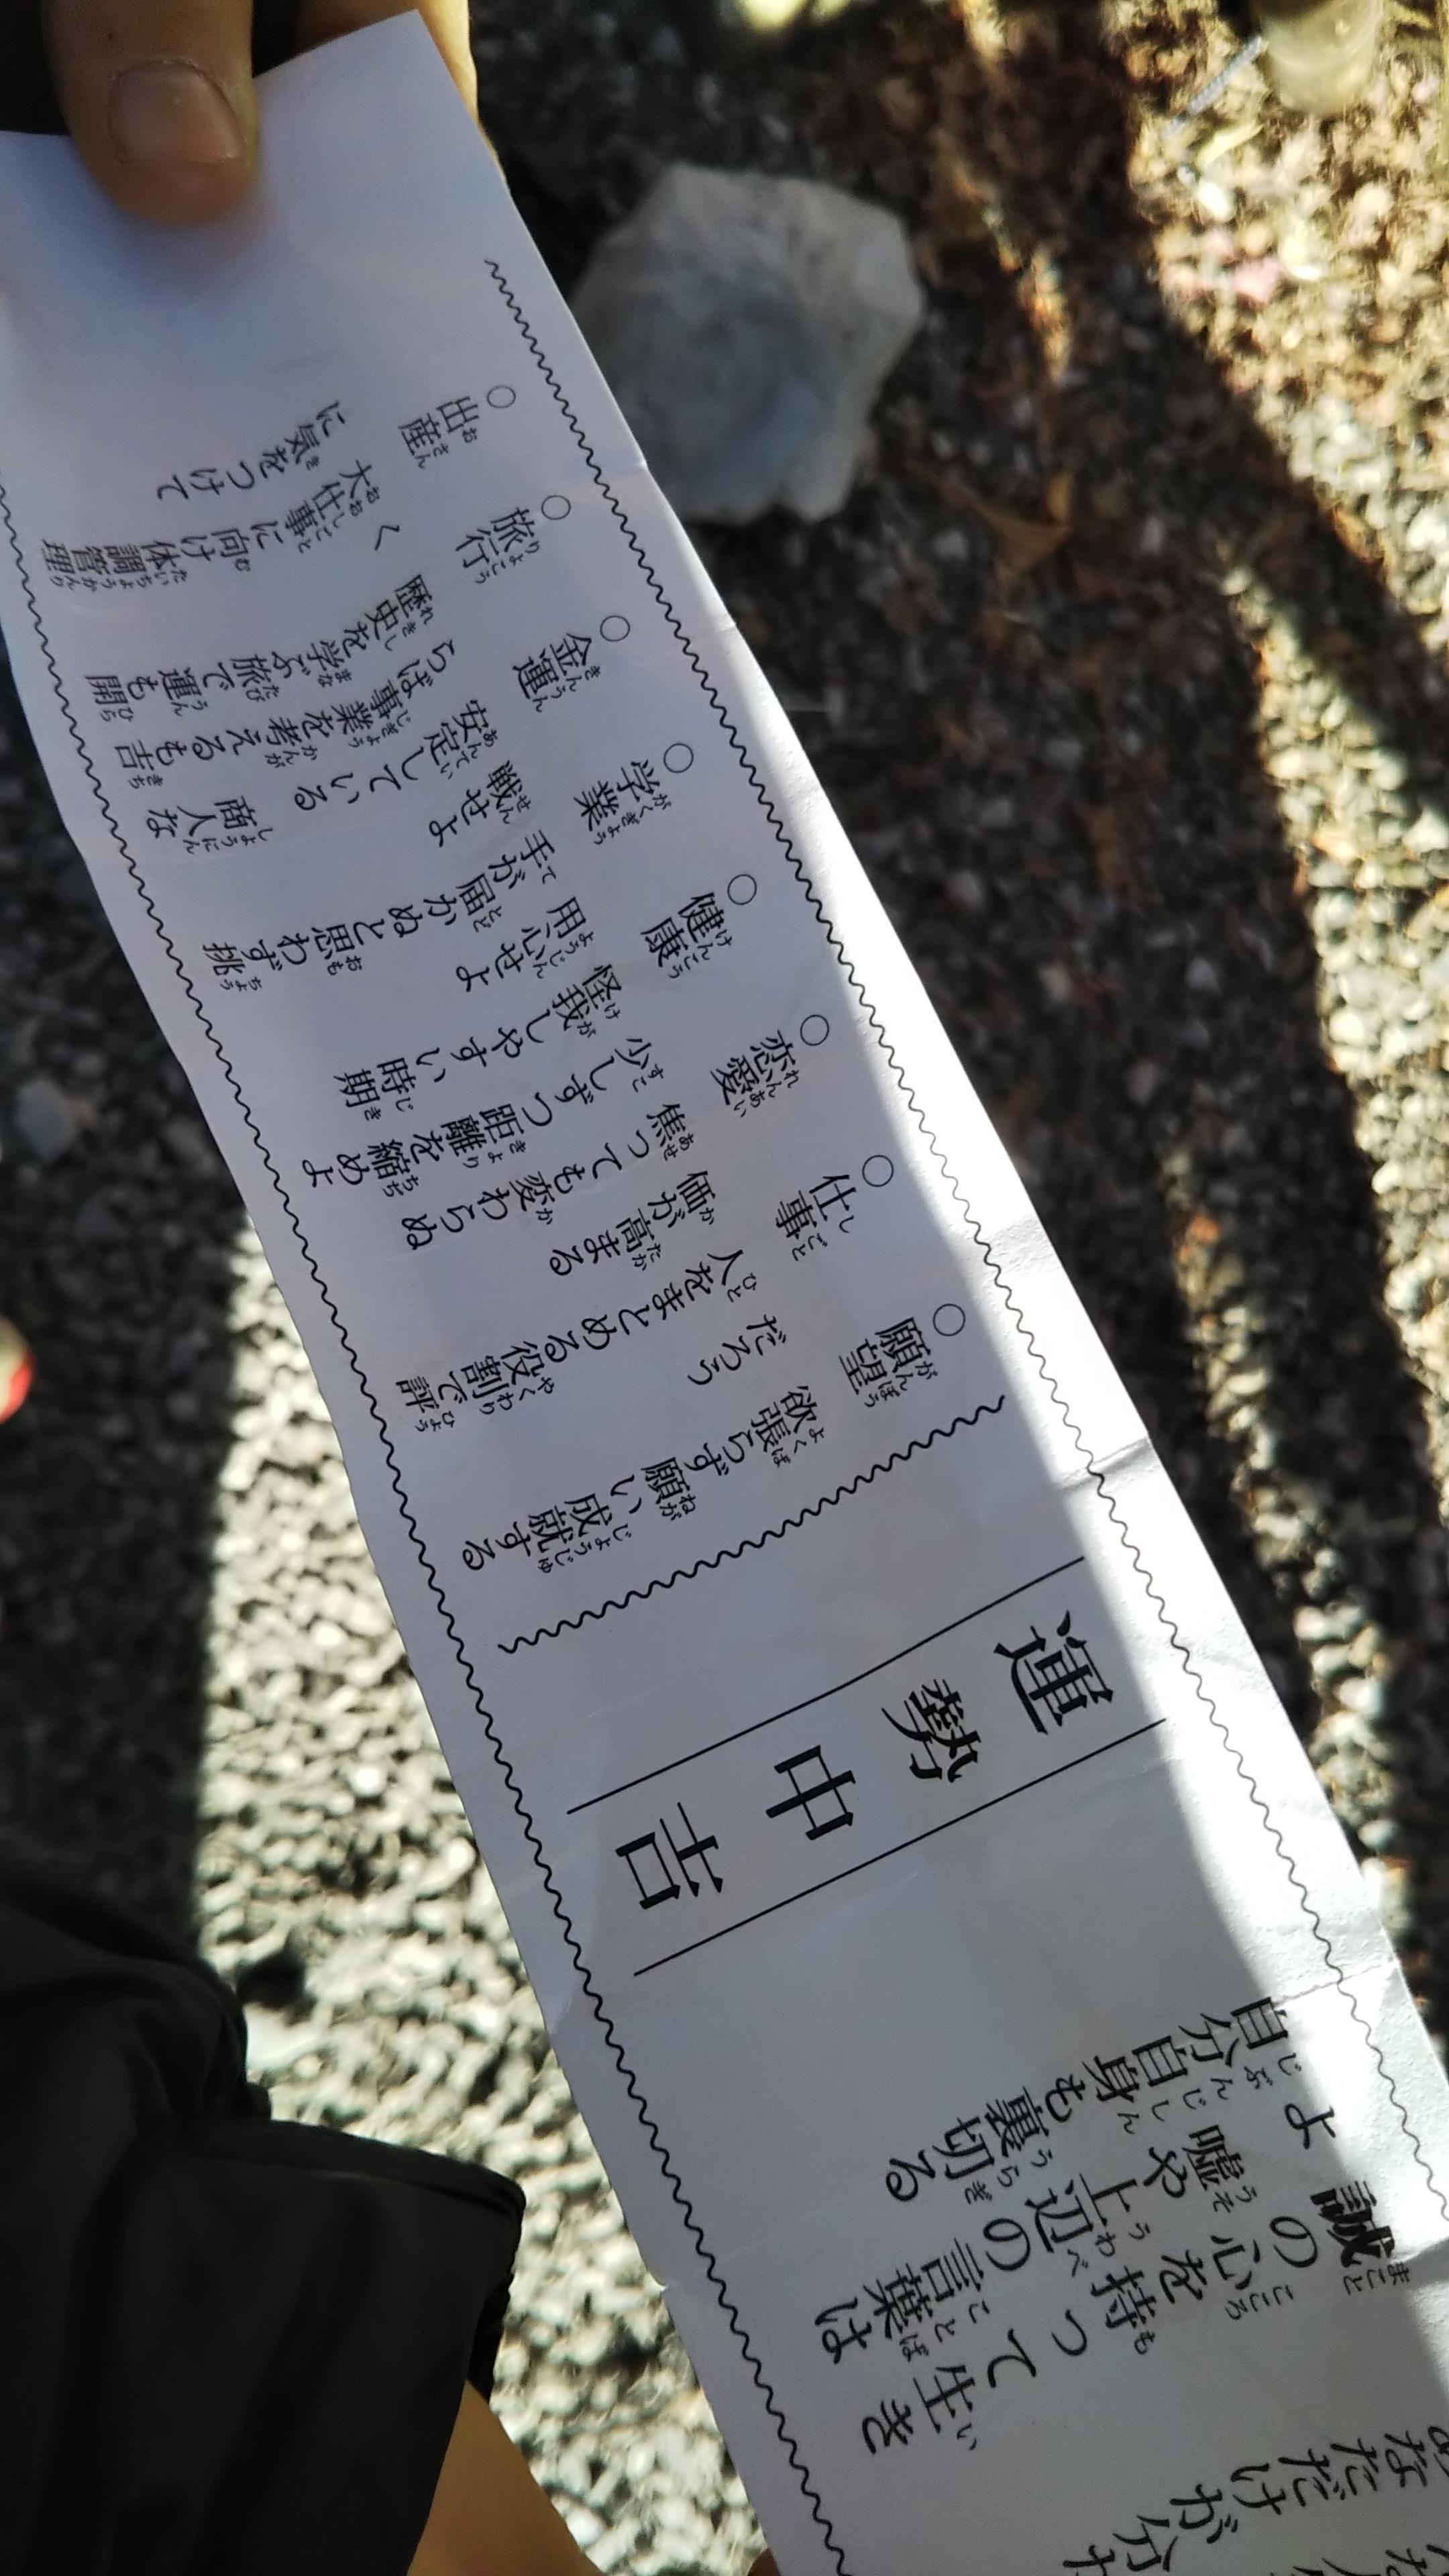 なただけが分
誠の心を持って生き
よ 嘘や上辺の言葉は
自分自身も裏切る
運勢 中吉
○願望 欲張らず願い成就する
だろう
○仕事 人をまとめる役割で評
価が高まる
○恋愛 焦っても変わらぬ
少しずつ距離を縮めよ
○健康 怪我しやすい時期
用心せよ
○学業 手が届かぬと思わず挑
戦せよ
○金運 安定している 商人な
らば事業を考えるも吉
○旅行 歴史を学ぶ旅で運も開
く
○出産 大仕事に向け体調管理
に気をつけて